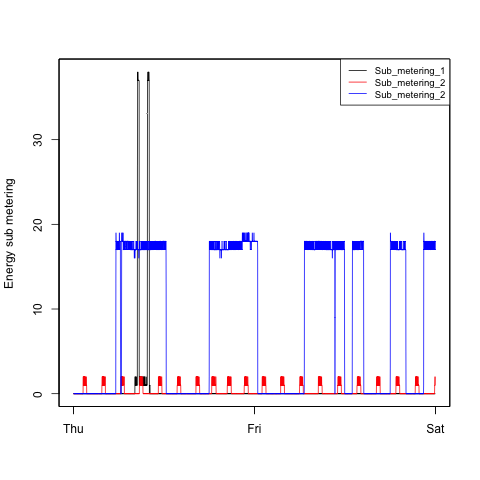 Sub_metering_1
Sub_metering_2
Sub_metering_2
Energy sub metering
30
20
10
0
Thu Fri Sat